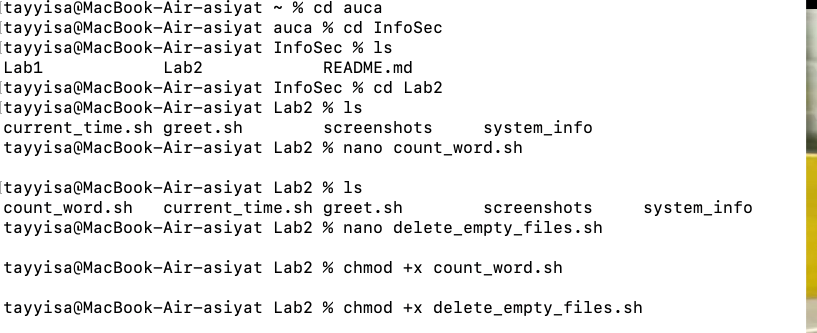 [tayyisa@MacBook-Air-asiyat ~ % cd auca
[tayyisa@MacBook-Air-asiyat auca % cd InfoSec
[tayyisa@MacBook-Air-asiyat InfoSec % ls
Lab1 Lab2 README.md
[tayyisa@MacBook-Air-asiyat InfoSec % cd Lab2
[tayyisa@MacBook-Air-asiyat Lab2 % ls
current_time.sh greet.sh screenshots system_info
tayyisa@MacBook-Air-asiyat Lab2 % nano count_word.sh
[tayyisa@MacBook-Air-asiyat Lab2 % ls
count_word.sh current_time.sh greet.sh screenshots system_info
tayyisa@MacBook-Air-asiyat Lab2 % nano delete_empty_files.sh
tayyisa@MacBook-Air-asiyat Lab2 % chmod +x count_word.sh
tayyisa@MacBook-Air-asiyat Lab2 % chmod +x delete_empty_files.sh